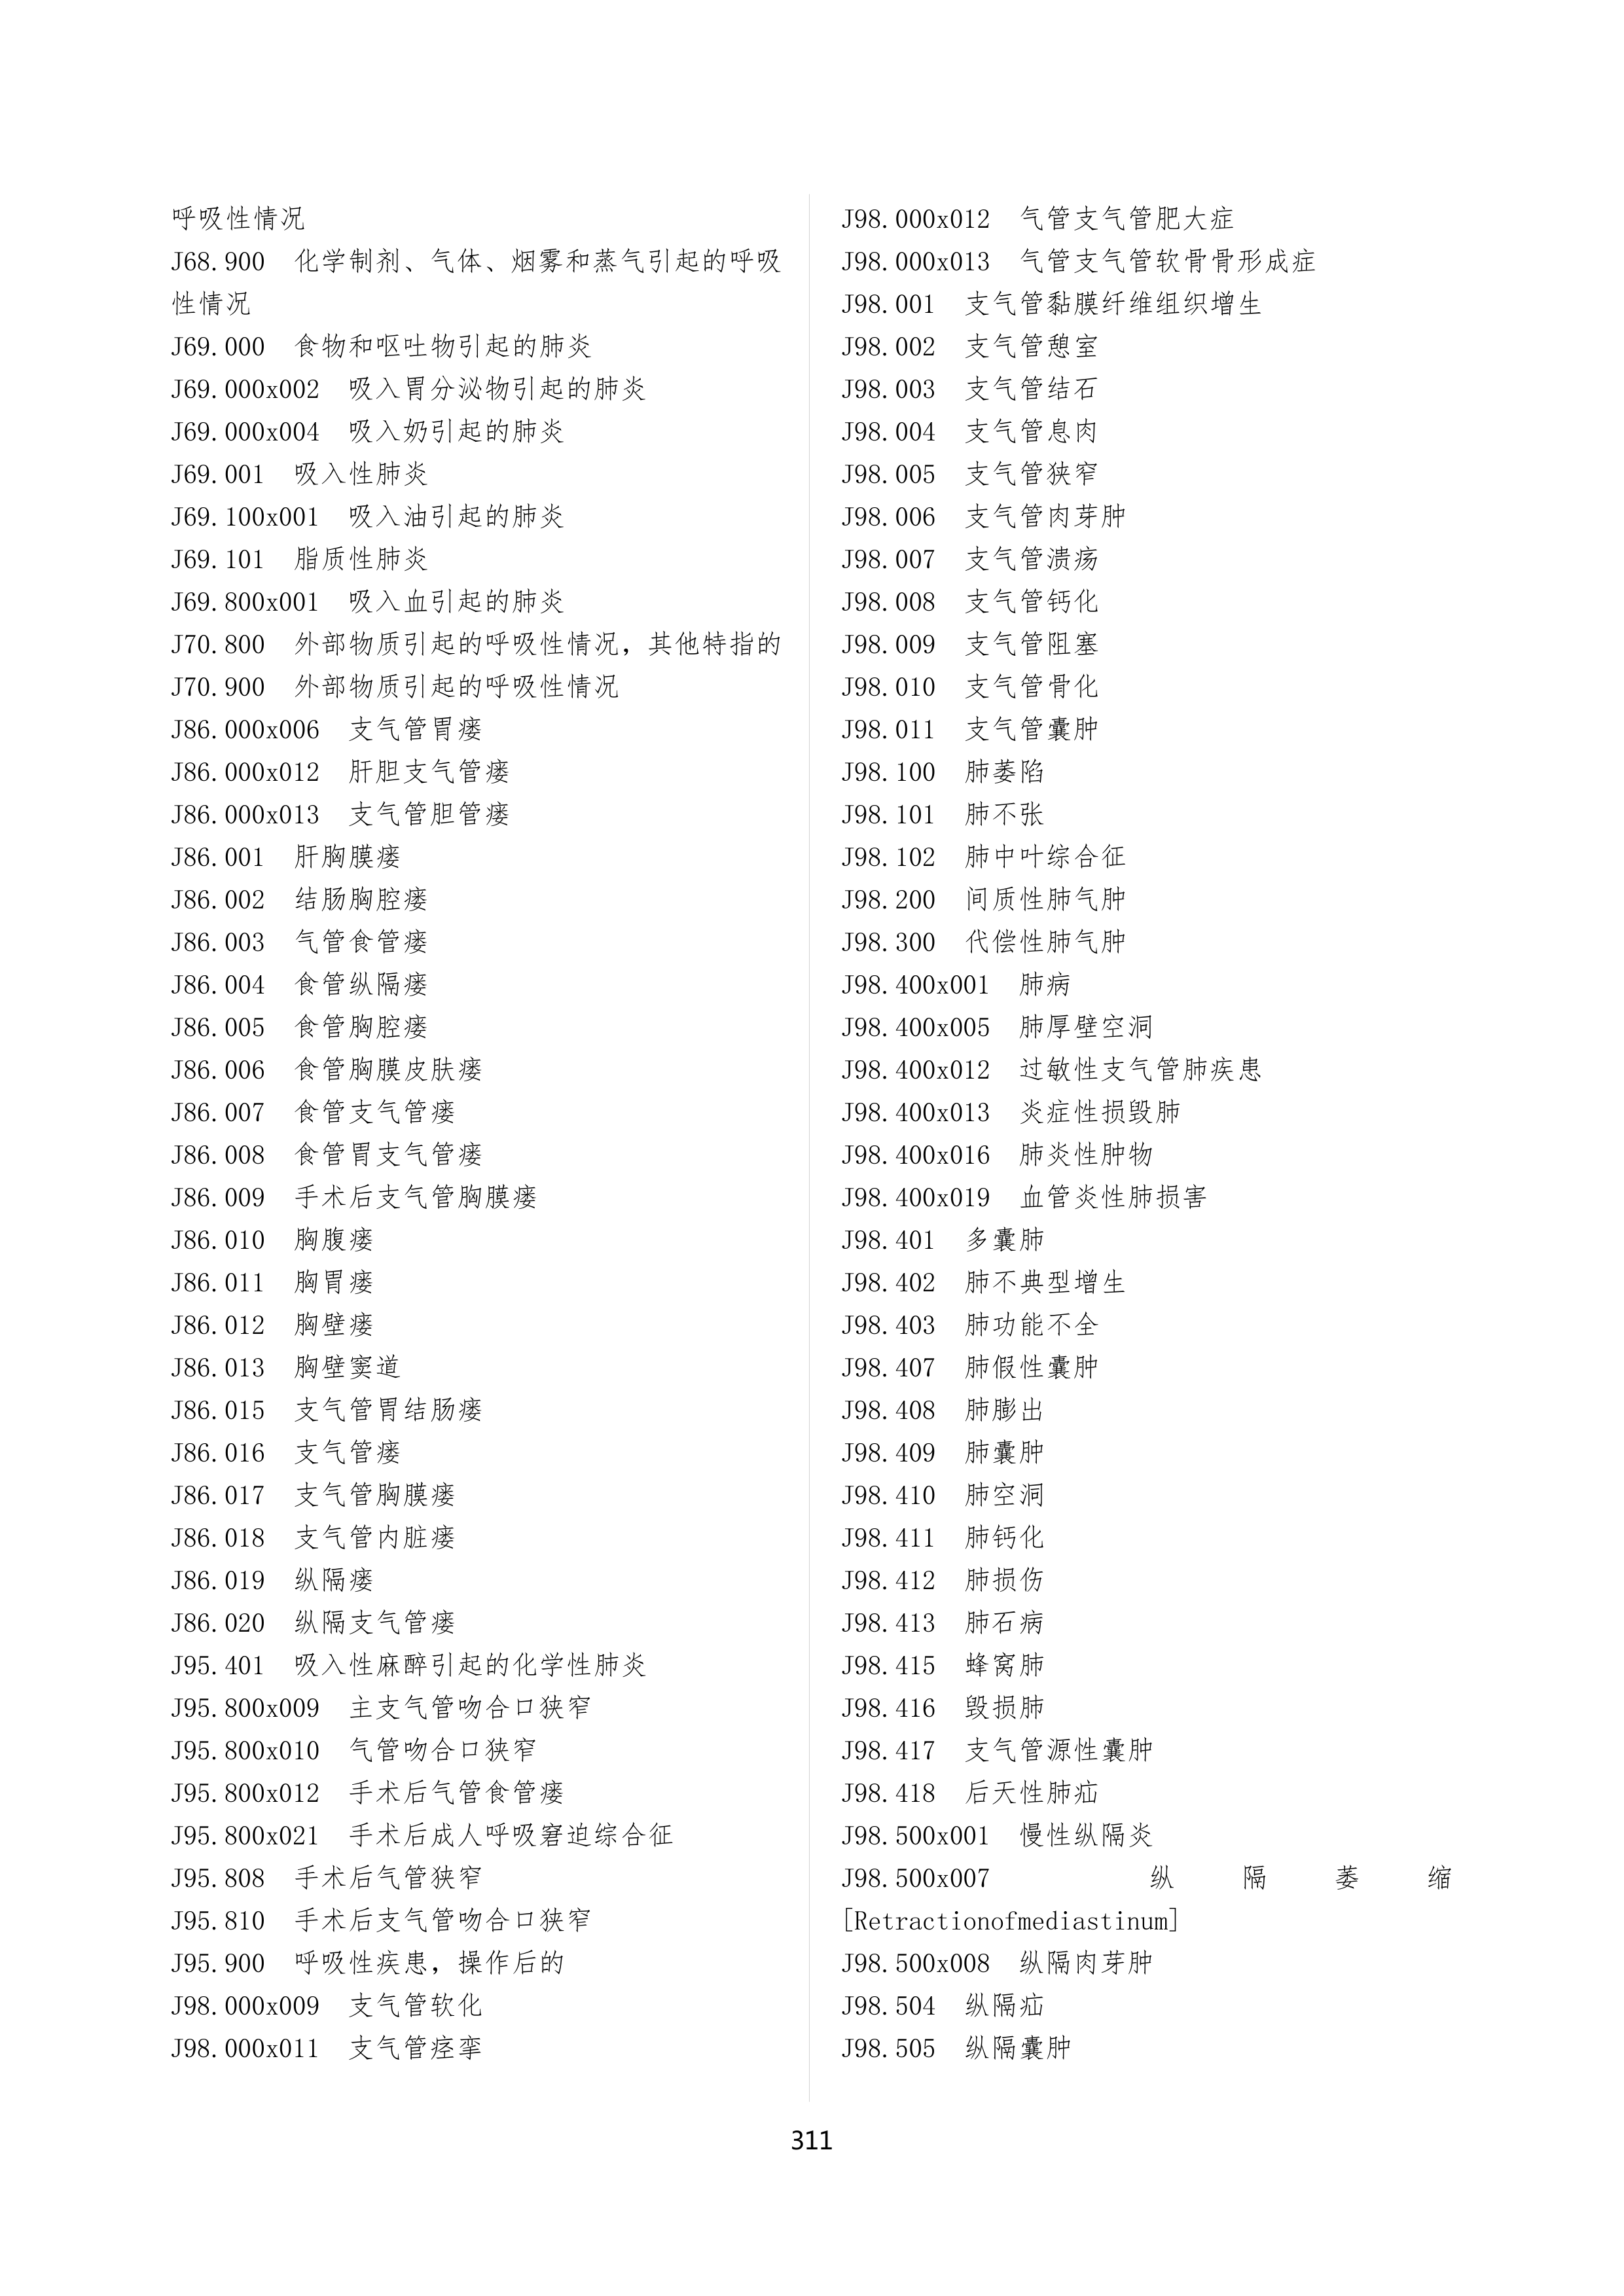 呼吸性情况
J68.900 化学制剂、气体、烟雾和蒸气引起的呼吸
性情况
J69.000 食物和呕吐物引起的肺炎
J69.000x002 吸入胃分泌物引起的肺炎
J69.000x004 吸入奶引起的肺炎
J69.001 吸入性肺炎
J69.100x001 吸入油引起的肺炎
J69.101 脂质性肺炎
J69.800x001 吸入血引起的肺炎
J70.800 外部物质引起的呼吸性情况，其他特指的
J70.900 外部物质引起的呼吸性情况
J86.000x006 支气管胃瘘
J86.000x012 肝胆支气管瘘
J86.000x013 支气管胆管瘘
J86.001 肝胸膜瘘
J86.002 结肠胸腔瘘
J86.003 气管食管瘘
J86.004 食管纵隔瘘
J86.005 食管胸腔瘘
J86.006 食管胸膜皮肤瘘
J86.007 食管支气管瘘
J86.008 食管胃支气管瘘
J86.009 手术后支气管胸膜瘘
J86.010 胸腹瘘
J86.011 胸胃瘘
J86.012 胸壁瘘
J86.013 胸壁窦道
J86.015 支气管胃结肠瘘
J86.016 支气管瘘
J86.017 支气管胸膜瘘
J86.018 支气管内脏瘘
J86.019 纵隔瘘
J86.020 纵隔支气管瘘
J95.401 吸入性麻醉引起的化学性肺炎
J95.800x009 主支气管吻合口狭窄
J95.800x010 气管吻合口狭窄
J95.800x012 手术后气管食管瘘
J95.800x021 手术后成人呼吸窘迫综合征
J95.808 手术后气管狭窄
J95.810 手术后支气管吻合口狭窄
J95.900 呼吸性疾患，操作后的
J98.000x009 支气管软化
J98.000x011 支气管痉挛
J98.000x012 气管支气管肥大症
J98.000x013 气管支气管软骨骨形成症
J98.001 支气管黏膜纤维组织增生
J98.002 支气管憩室
J98.003 支气管结石
J98.004 支气管息肉
J98.005 支气管狭窄
J98.006 支气管肉芽肿
J98.007 支气管溃疡
J98.008 支气管钙化
J98.009 支气管阻塞
J98.010 支气管骨化
J98.011 支气管囊肿
J98.100 肺萎陷
J98.101 肺不张
J98.102 肺中叶综合征
J98.200 间质性肺气肿
J98.300 代偿性肺气肿
J98.400x001 肺病
J98.400x005 肺厚壁空洞
J98.400x012 过敏性支气管肺疾患
J98.400x013 炎症性损毁肺
J98.400x016 肺炎性肿物
J98.400x019 血管炎性肺损害
J98.401 多囊肺
J98.402 肺不典型增生
J98.403 肺功能不全
J98.407 肺假性囊肿
J98.408 肺膨出
J98.409 肺囊肿
J98.410 肺空洞
J98.411 肺钙化
J98.412 肺损伤
J98.413 肺石病
J98.415 蜂窝肺
J98.416 毁损肺
J98.417 支气管源性囊肿
J98.418 后天性肺疝
J98.500x001 慢性纵隔炎
J98.500x007 纵隔萎缩
[Retractionofmediastinum]
J98.500x008 纵隔肉芽肿
J98.504 纵隔疝
J98.505 纵隔囊肿
311